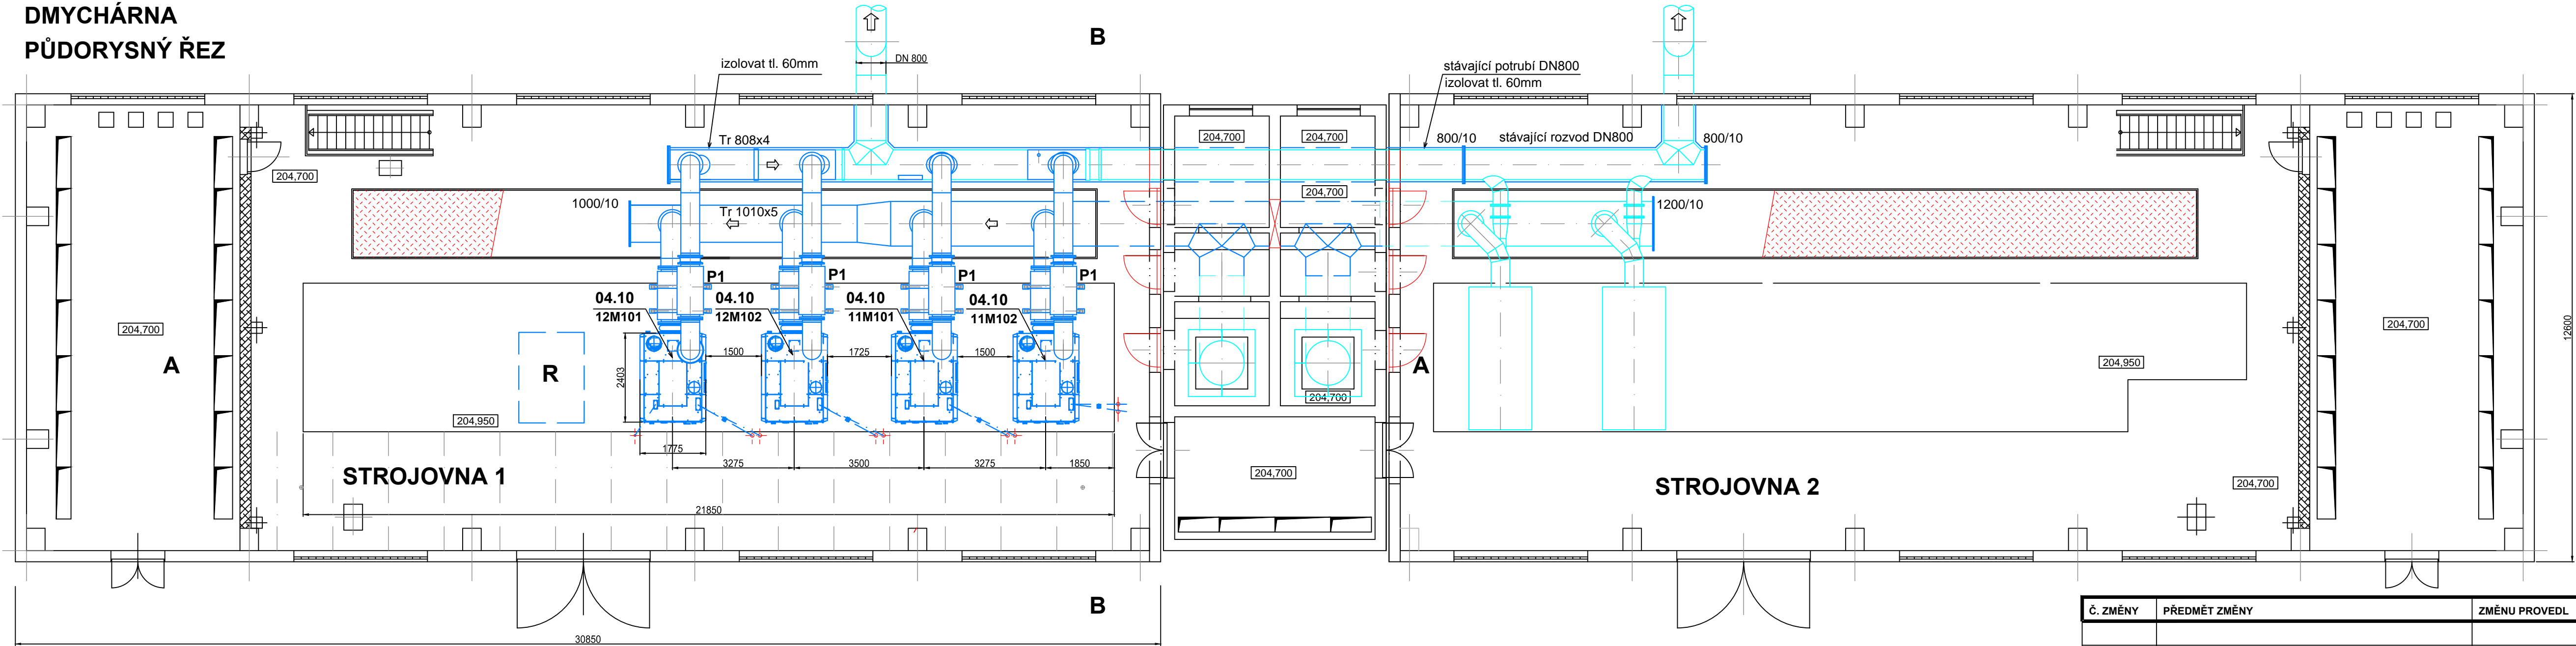 DMYCHÁRNA
PŮDORYSNÝ ŘEZ
B
izolovat tl. 60mm
DN 800
stávající potrubí DN800
izolovat tl. 60mm
Tr 808x4
204,700
204,700
800/10
stávající rozvod DN800
800/10
204,700
204,700
1000/10
Tr 1010x5
1200/10
P1
P1
P1
P1
04.10
12M101
04.10
12M102
04.10
11M101
04.10
11M102
204,700
204,700
12600
1500
1725
1500
A
R
2403
A
204,950
204,700
204,950
1775
3275
3500
3275
1850
STROJOVNA 1
204,700
STROJOVNA 2
204,700
21850
B
30850
Č. ZMĚNY
PŘEDMĚT ZMĚNY
ZMĚNU PROVEDL